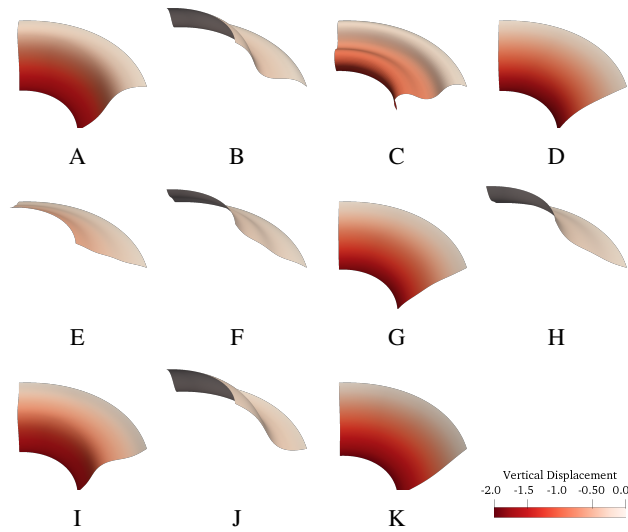 A B C D
E F G H
I J K
Vertical Displacement
-2.0 -1.5 -1.0 -0.50 0.0